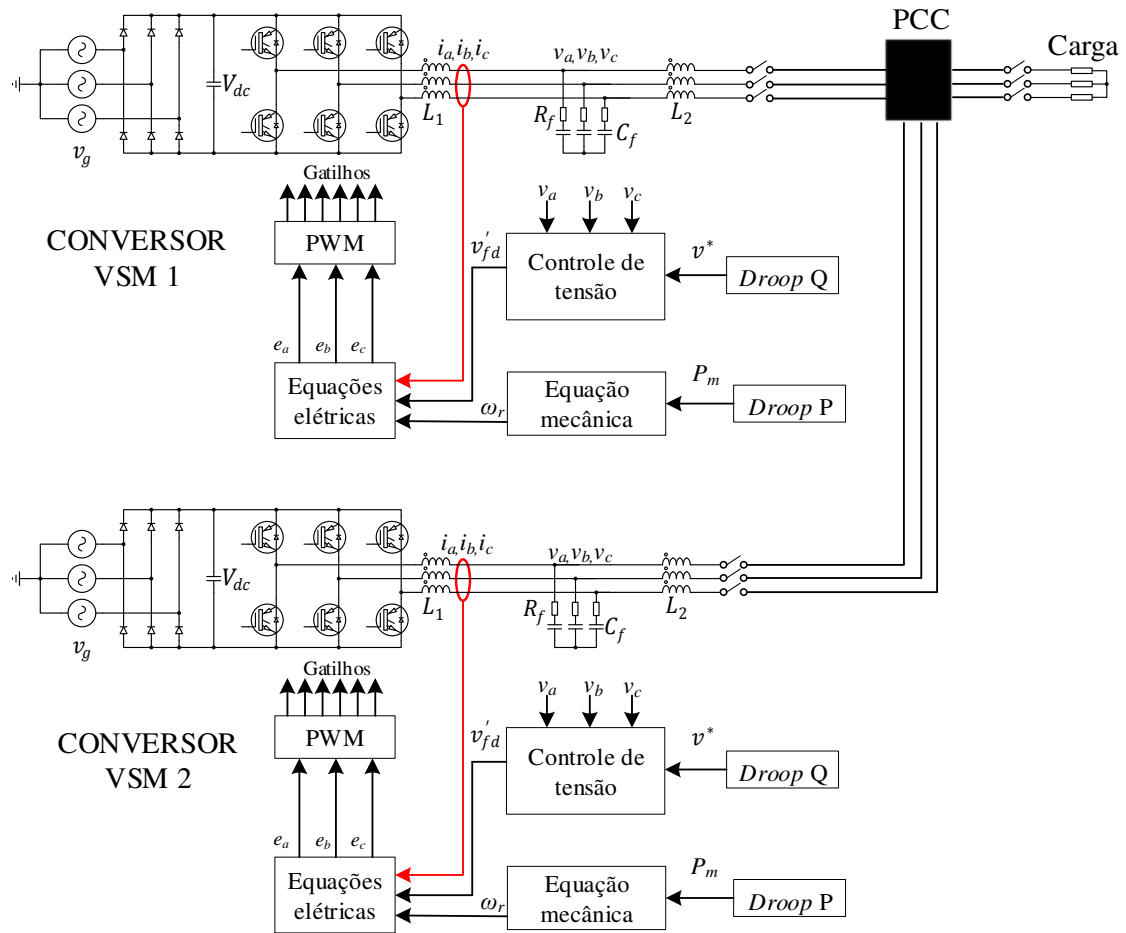 PCC
Carga
i_a,i_b,i_c
v_a,v_b,v_c
V_dc
L_1
R_f
C_f
L_2
v_g
Gatilhos
CONVERSOR
VSM 1
PWM
v_a
v_b
v_c
v'_fd
Controle de
tensão
v*
Droop Q
e_a
e_b
e_c
Equações
elétricas
ω_r
Equação
mecânica
P_m
Droop P
i_a,i_b,i_c
v_a,v_b,v_c
V_dc
L_1
R_f
C_f
L_2
v_g
Gatilhos
CONVERSOR
VSM 2
PWM
v_a
v_b
v_c
v'_fd
Controle de
tensão
v*
Droop Q
e_a
e_b
e_c
Equações
elétricas
ω_r
Equação
mecânica
P_m
Droop P